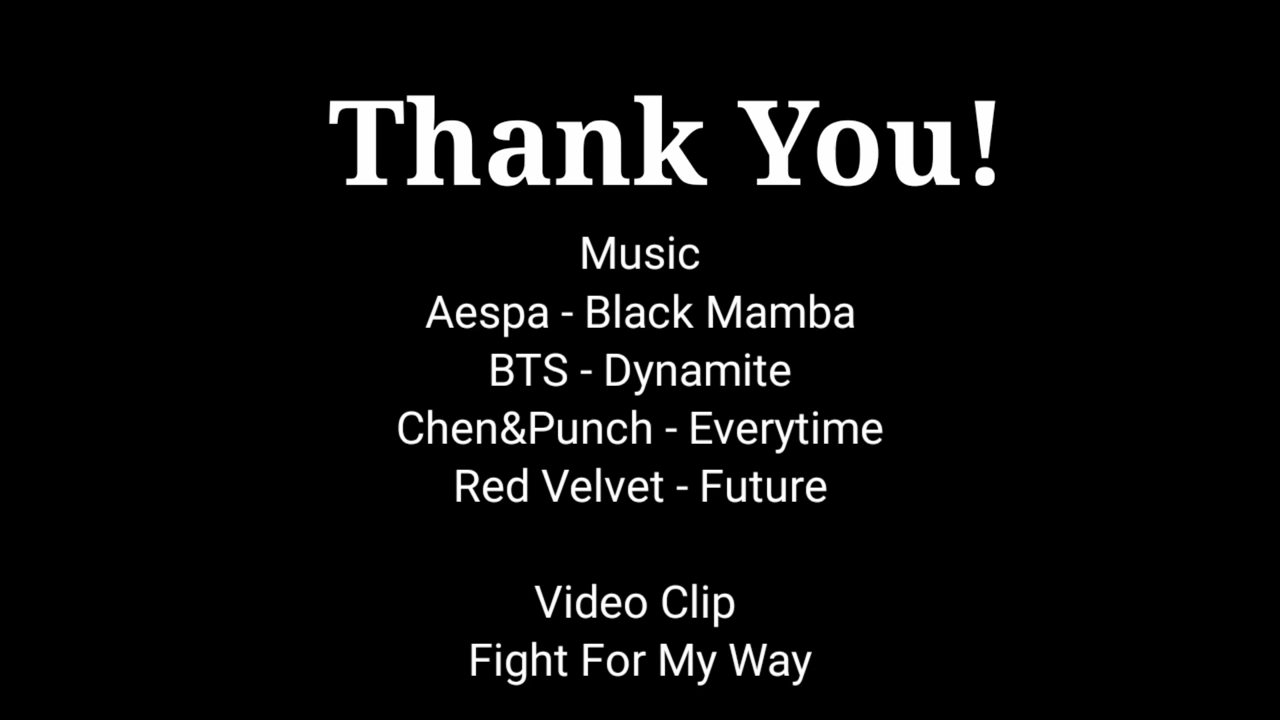 Thank You!
Music
Aespa - Black Mamba
BTS - Dynamite
Chen&Punch - Everytime
Red Velvet - Future
Video Clip
Fight For My Way